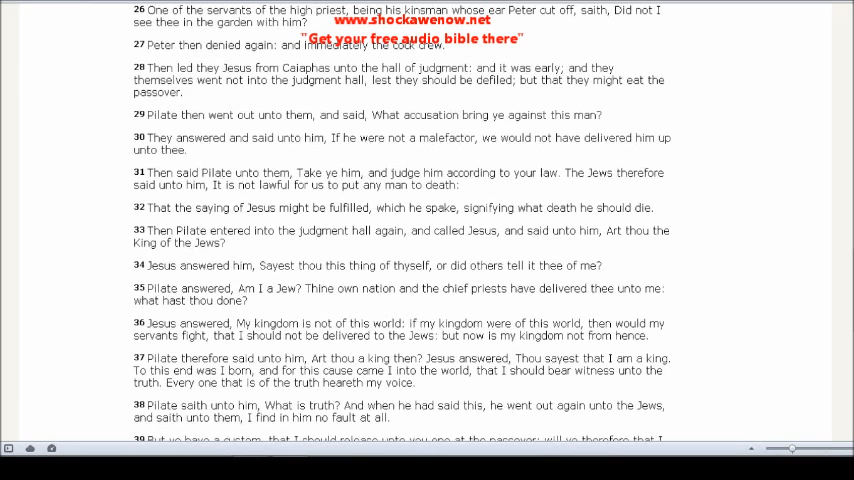 26 One of the servants of the high priest, being his kinsman whose ear Peter cut off, saith, Did not I
www.shockawenow.net
see thee in the garden with him?
"Get your free audio bible there"
27 Peter then denied again: and immediately the cock crew.
28 Then led they Jesus from Caiaphas unto the hall of judgment: and it was early; and they
themselves went not into the judgment hall, lest they should be defiled; but that they might eat the
passover.
29 Pilate then went out unto them, and said, What accusation bring ye against this man?
30 They answered and said unto him, If he were not a malefactor, we would not have delivered him up
unto thee.
31 Then said Pilate unto them, Take ye him, and judge him according to your law. The Jews therefore
said unto him, It is not lawful for us to put any man to death:
32 That the saying of Jesus might be fulfilled, which he spake, signifying what death he should die.
33 Then Pilate entered into the judgment hall again, and called Jesus, and said unto him, Art thou the
King of the Jews?
34 Jesus answered him, Sayest thou this thing of thyself, or did others tell it thee of me?
35 Pilate answered, Am I a Jew? Thine own nation and the chief priests have delivered thee unto me:
what hast thou done?
36 Jesus answered, My kingdom is not of this world: if my kingdom were of this world, then would my
servants fight, that I should not be delivered to the Jews: but now is my kingdom not from hence.
37 Pilate therefore said unto him, Art thou a king then? Jesus answered, Thou sayest that I am a king.
To this end was I born, and for this cause came I into the world, that I should bear witness unto the
truth. Every one that is of the truth heareth my voice.
38 Pilate saith unto him, What is truth? And when he had said this, he went out again unto the Jews,
and saith unto them, I find in him no fault at all.
39 But ye have a custom, that I should release unto you one at the passover: will ye therefore that I